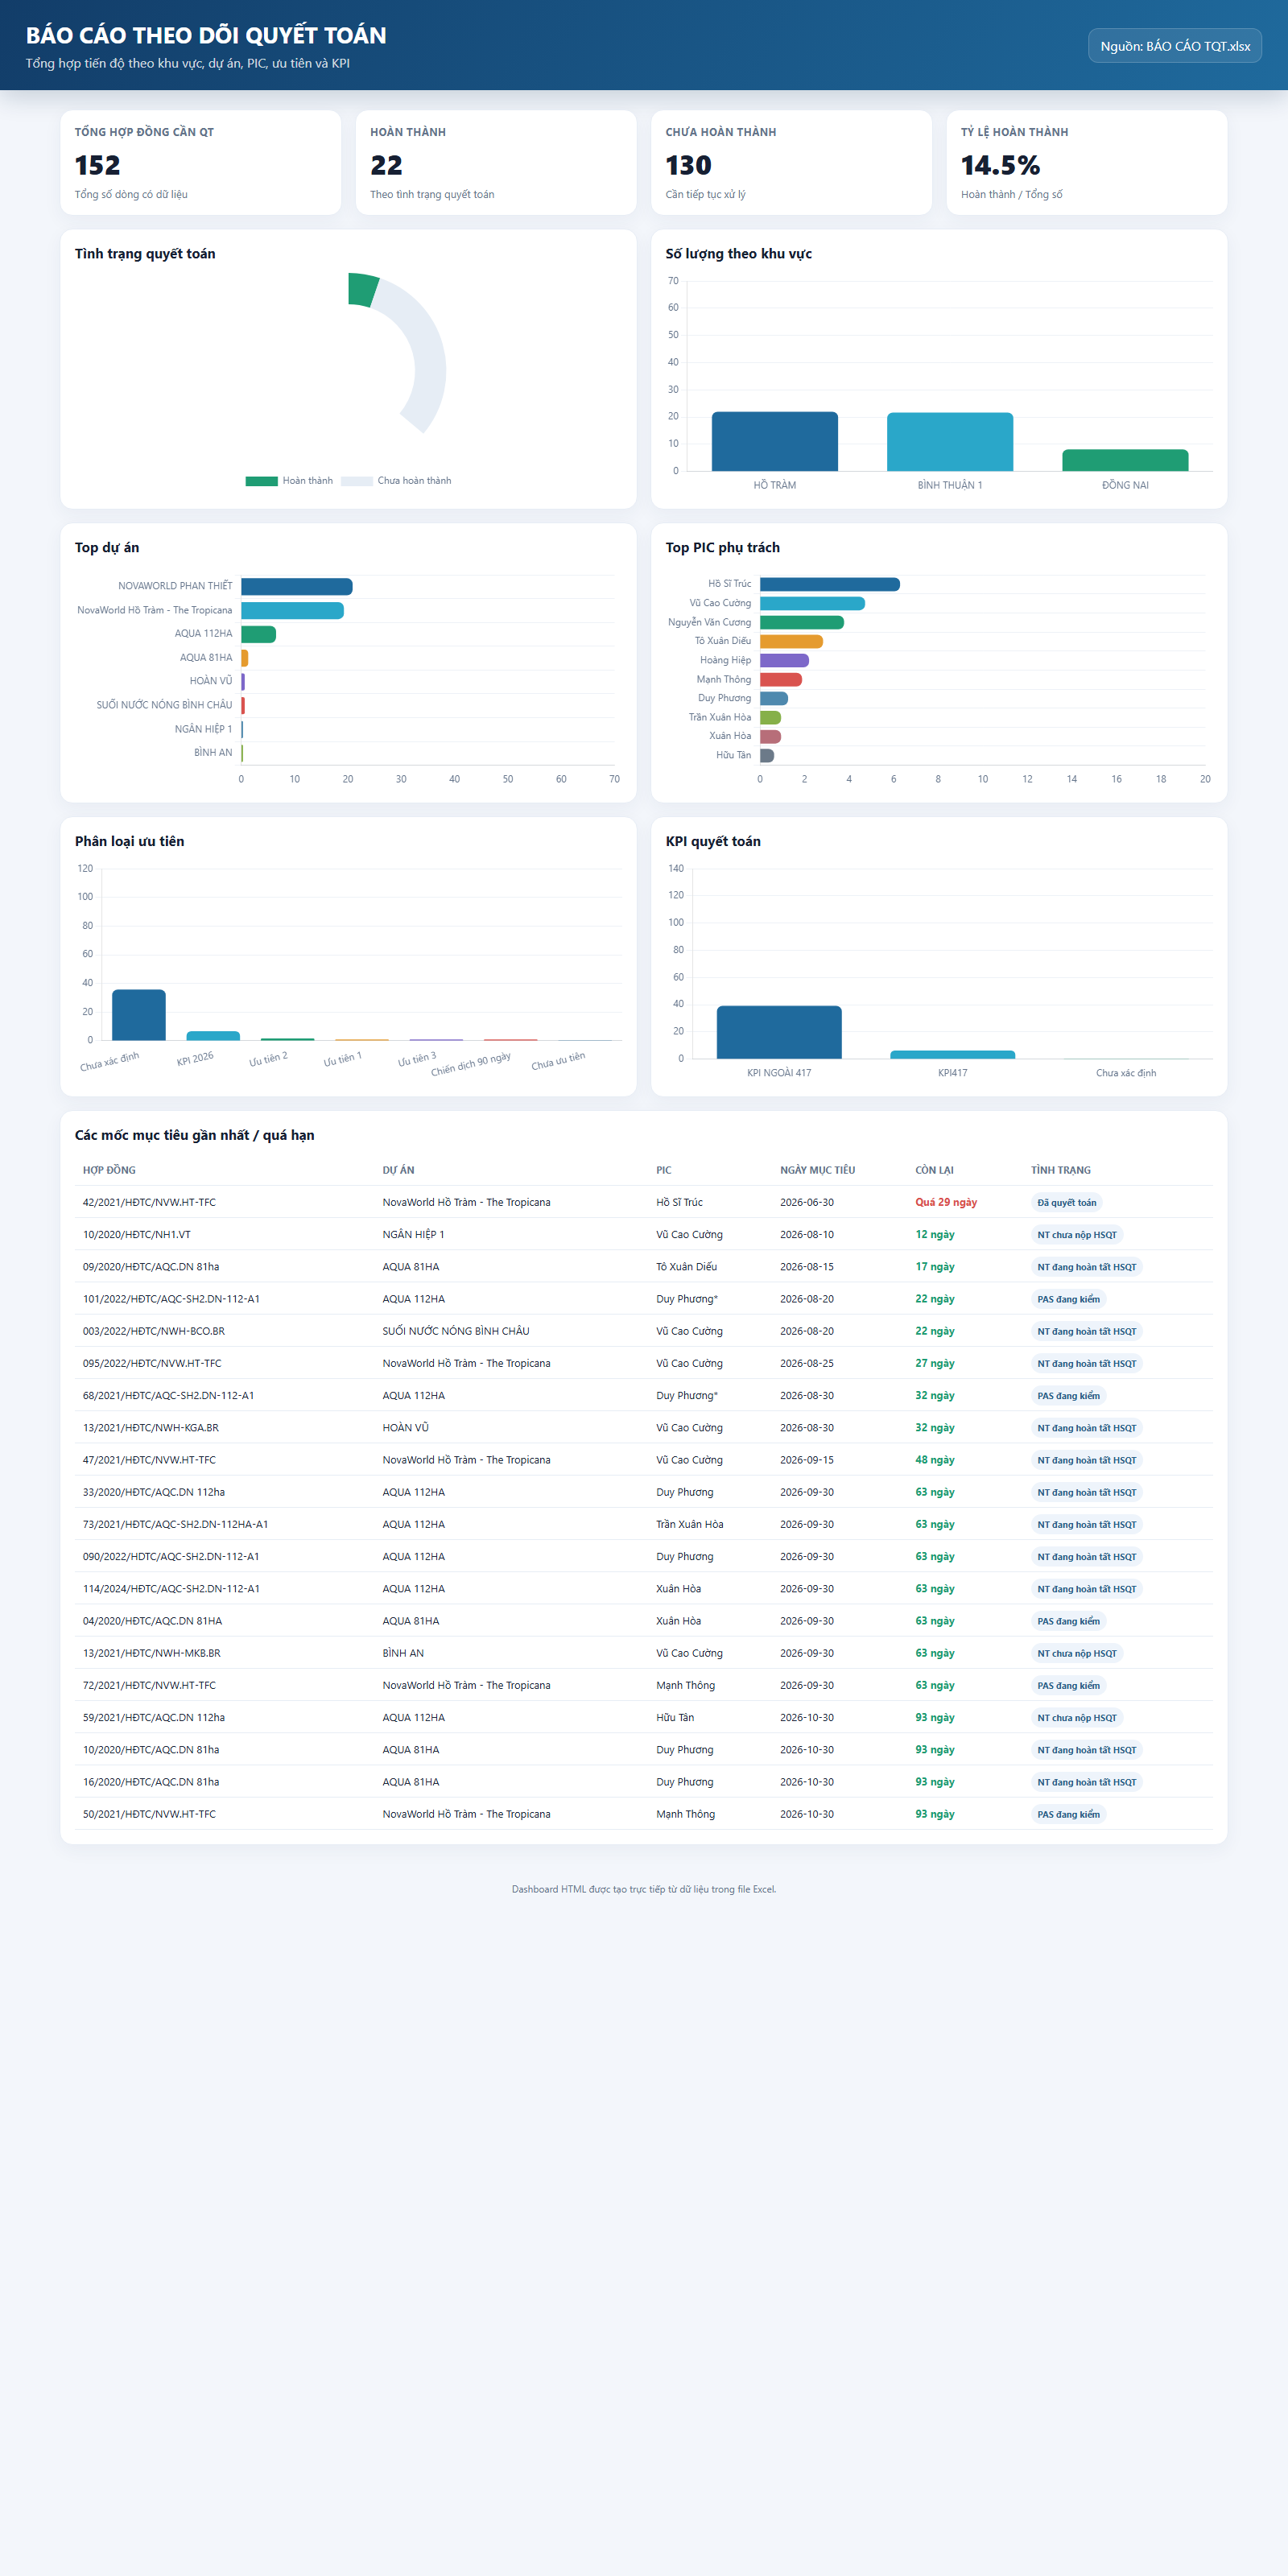 BÁO CÁO THEO DÕI QUYẾT TOÁN
Tổng hợp tiến độ theo khu vực, dự án, PIC, ưu tiên và KPI
Nguồn: BÁO CÁO TQT.xlsx
TỔNG HỢP ĐỒNG CẦN QT
152
Tổng số dòng có dữ liệu
HOÀN THÀNH
22
Theo tình trạng quyết toán
CHƯA HOÀN THÀNH
130
Cần tiếp tục xử lý
TỶ LỆ HOÀN THÀNH
14.5%
Hoàn thành / Tổng số
Tình trạng quyết toán
Hoàn thành
Chưa hoàn thành
Số lượng theo khu vực
70
60
50
40
30
20
10
0
HỒ TRÀM
BÌNH THUẬN 1
ĐỒNG NAI
Top dự án
NOVAWORLD PHAN THIẾT
NovaWorld Hồ Tràm - The Tropicana
AQUA 112HA
AQUA 81HA
HOÀN VŨ
SUỐI NƯỚC NÓNG BÌNH CHÂU
NGÂN HIỆP 1
BÌNH AN
0 10 20 30 40 50 60 70
Top PIC phụ trách
Hồ Sĩ Trúc
Vũ Cao Cường
Nguyễn Văn Cương
Tô Xuân Diếu
Hoàng Hiệp
Mạnh Thông
Duy Phương
Trần Xuân Hòa
Xuân Hòa
Hữu Tân
0 2 4 6 8 10 12 14 16 18 20
Phân loại ưu tiên
120
100
80
60
40
20
0
Chưa xác định
KPI 2026
Ưu tiên 2
Ưu tiên 1
Ưu tiên 3
Chiến dịch 90 ngày
Chưa ưu tiên
KPI quyết toán
140
120
100
80
60
40
20
0
KPI NGOÀI 417
KPI417
Chưa xác định
Các mốc mục tiêu gần nhất / quá hạn
HỢP ĐỒNG DỰ ÁN PIC NGÀY MỤC TIÊU CÒN LẠI TÌNH TRẠNG
42/2021/HĐTC/NVW.HT-TFC NovaWorld Hồ Tràm - The Tropicana Hồ Sĩ Trúc 2026-06-30 Quá 29 ngày Đã quyết toán
10/2020/HĐTC/NH1.VT NGÂN HIỆP 1 Vũ Cao Cường 2026-08-10 12 ngày NT chưa nộp HSQT
09/2020/HĐTC/AQC.DN 81ha AQUA 81HA Tô Xuân Diếu 2026-08-15 17 ngày NT đang hoàn tất HSQT
101/2022/HĐTC/AQC-SH2.DN-112-A1 AQUA 112HA Duy Phương* 2026-08-20 22 ngày PAS đang kiểm
003/2022/HĐTC/NWH-BCO.BR SUỐI NƯỚC NÓNG BÌNH CHÂU Vũ Cao Cường 2026-08-20 22 ngày NT đang hoàn tất HSQT
095/2022/HĐTC/NVW.HT-TFC NovaWorld Hồ Tràm - The Tropicana Vũ Cao Cường 2026-08-25 27 ngày NT đang hoàn tất HSQT
68/2021/HĐTC/AQC-SH2.DN-112-A1 AQUA 112HA Duy Phương* 2026-08-30 32 ngày PAS đang kiểm
13/2021/HĐTC/NWH-KGA.BR HOÀN VŨ Vũ Cao Cường 2026-08-30 32 ngày NT đang hoàn tất HSQT
47/2021/HĐTC/NVW.HT-TFC NovaWorld Hồ Tràm - The Tropicana Vũ Cao Cường 2026-09-15 48 ngày NT đang hoàn tất HSQT
33/2020/HĐTC/AQC.DN 112ha AQUA 112HA Duy Phương 2026-09-30 63 ngày NT đang hoàn tất HSQT
73/2021/HĐTC/AQC-SH2.DN-112HA-A1 AQUA 112HA Trần Xuân Hòa 2026-09-30 63 ngày NT đang hoàn tất HSQT
090/2022/HDTC/AQC-SH2.DN-112-A1 AQUA 112HA Duy Phương 2026-09-30 63 ngày NT đang hoàn tất HSQT
114/2024/HĐTC/AQC-SH2.DN-112-A1 AQUA 112HA Xuân Hòa 2026-09-30 63 ngày NT đang hoàn tất HSQT
04/2020/HĐTC/AQC.DN 81HA AQUA 81HA Xuân Hòa 2026-09-30 63 ngày PAS đang kiểm
13/2021/HĐTC/NWH-MKB.BR BÌNH AN Vũ Cao Cường 2026-09-30 63 ngày NT chưa nộp HSQT
72/2021/HĐTC/NVW.HT-TFC NovaWorld Hồ Tràm - The Tropicana Mạnh Thông 2026-09-30 63 ngày PAS đang kiểm
59/2021/HĐTC/AQC.DN 112ha AQUA 112HA Hữu Tân 2026-10-30 93 ngày NT chưa nộp HSQT
10/2020/HĐTC/AQC.DN 81ha AQUA 81HA Duy Phương 2026-10-30 93 ngày NT đang hoàn tất HSQT
16/2020/HĐTC/AQC.DN 81ha AQUA 81HA Duy Phương 2026-10-30 93 ngày NT đang hoàn tất HSQT
50/2021/HĐTC/NVW.HT-TFC NovaWorld Hồ Tràm - The Tropicana Mạnh Thông 2026-10-30 93 ngày PAS đang kiểm
Dashboard HTML được tạo trực tiếp từ dữ liệu trong file Excel.